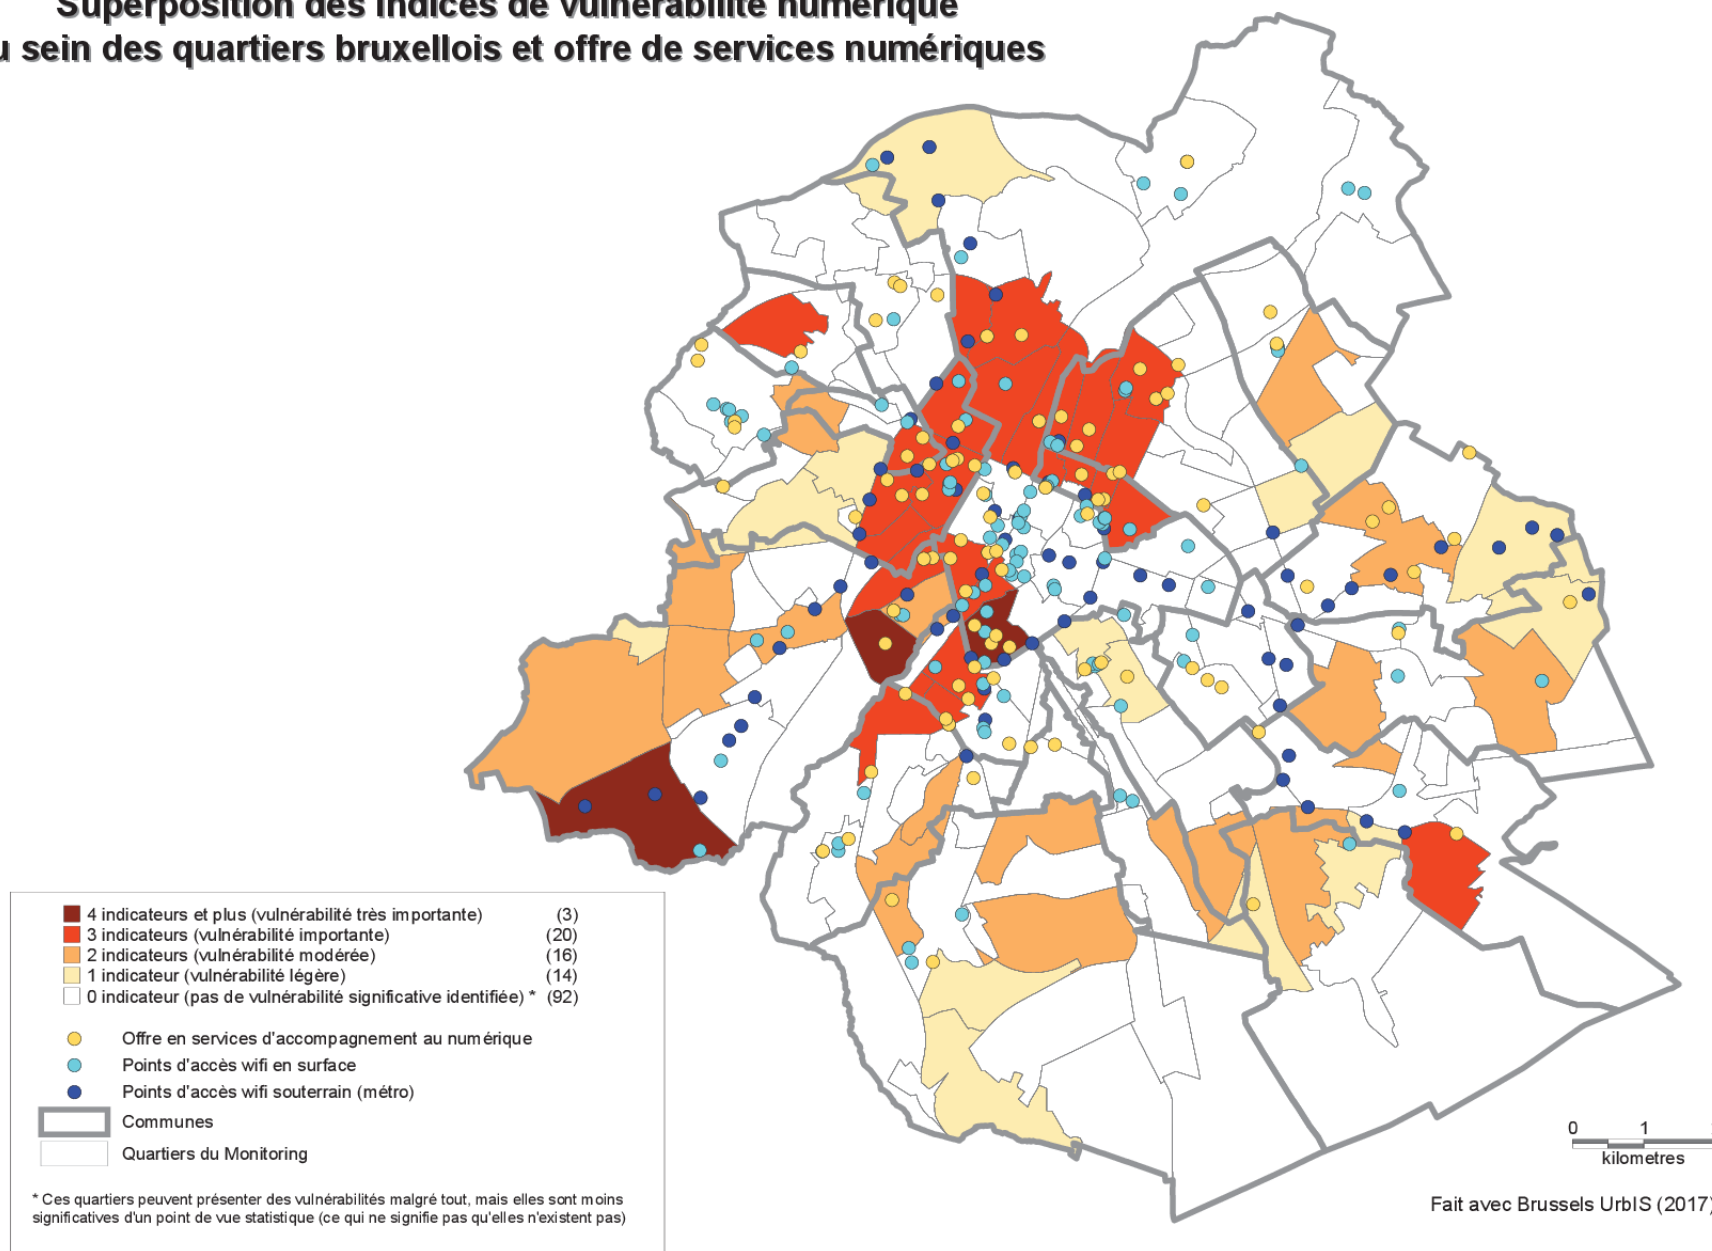 Superposition des indices de vulnérabilité numérique
u sein des quartiers bruxellois et offre de services numériques
4 indicateurs et plus (vulnérabilité très importante) (3)
3 indicateurs (vulnérabilité importante) (20)
2 indicateurs (vulnérabilité modérée) (16)
1 indicateur (vulnérabilité légère) (14)
0 indicateur (pas de vulnérabilité significative identifiée) * (92)
Offre en services d'accompagnement au numérique
Points d'accès wifi en surface
Points d'accès wifi souterrain (métro)
Communes
Quartiers du Monitoring
* Ces quartiers peuvent présenter des vulnérabilités malgré tout, mais elles sont moins
significatives d'un point de vue statistique (ce qui ne signifie pas qu'elles n'existent pas)
0 1
kilometres
Fait avec Brussels UrbIS (2017)